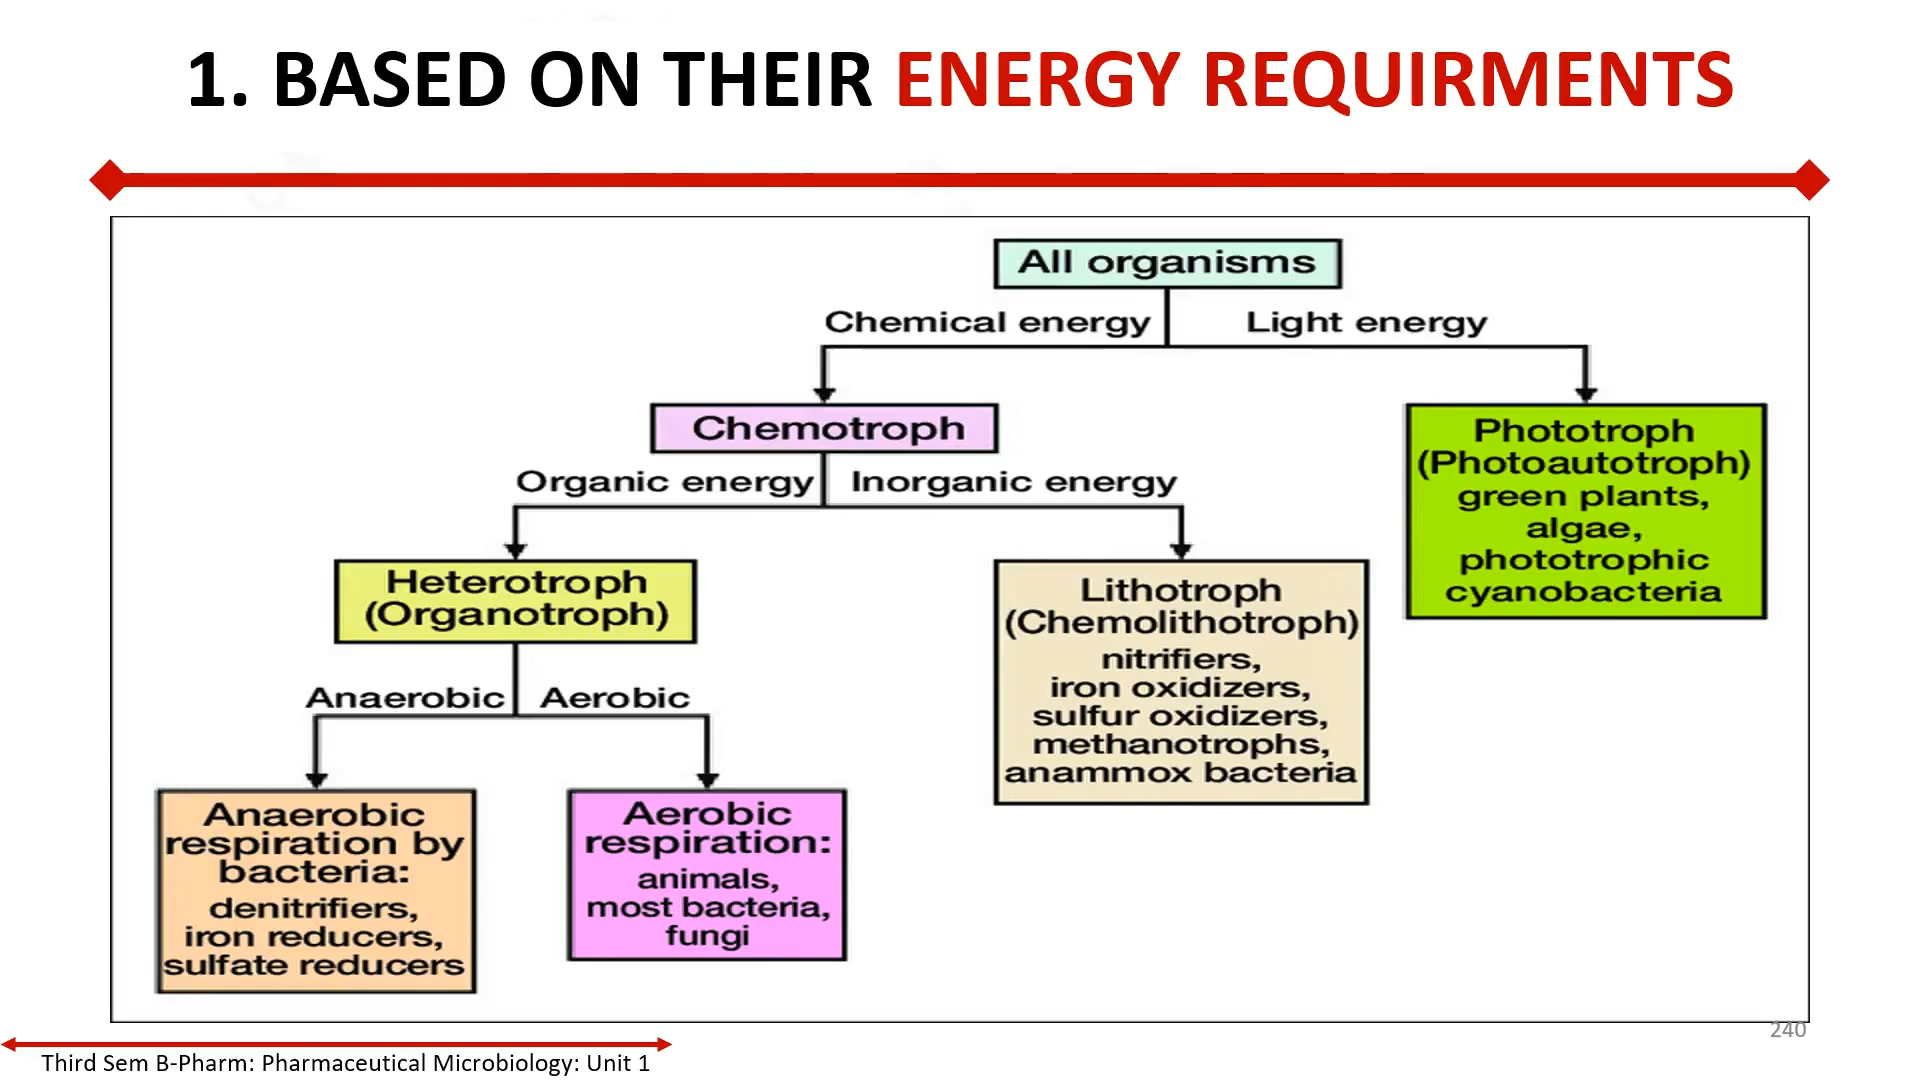 1. BASED ON THEIR ENERGY REQUIRMENTS
All organisms
Chemical energy
Light energy
Chemotroph
Phototroph
(Photoautotroph)
green plants,
algae,
phototrophic
cyanobacteria
Organic energy
Inorganic energy
Heterotroph
(Organotroph)
Lithotroph
(Chemolithotroph)
nitrifiers,
iron oxidizers,
sulfur oxidizers,
methanotrophs,
anammox bacteria
Anaerobic
Aerobic
Anaerobic
respiration by
bacteria:
denitrifiers,
iron reducers,
sulfate reducers
Aerobic
respiration:
animals,
most bacteria,
fungi
240
Third Sem B-Pharm: Pharmaceutical Microbiology: Unit 1